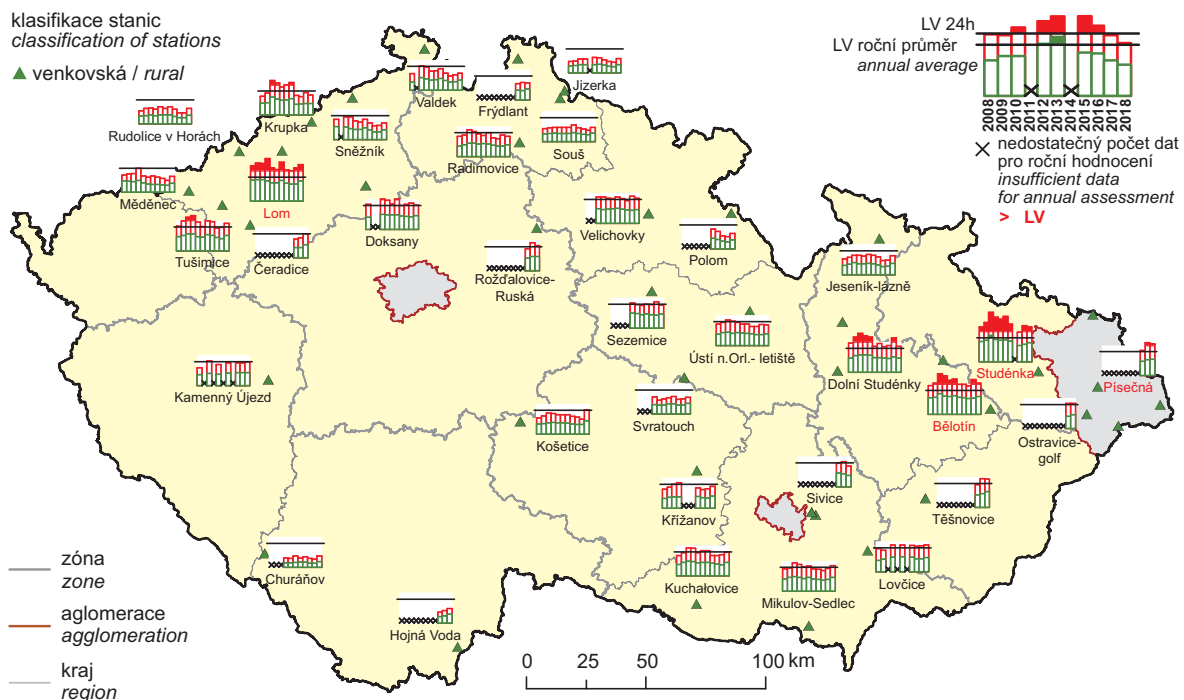 klasifikace stanic
classification of stations
▲ venkovská / rural
LV 24h
LV roční průměr
annual average
2008
2009
2010
2011
2012
2013
2014
2015
2016
2017
2018
× nedostatečný počet dat
pro roční hodnocení
insufficient data
for annual assessment
> LV
Rudolice v Horách
Krupka
Sněžník
Valdek
Frýdlant
Jizerka
Radimovice
Souš
Měděnec
Lom
Tušimice
Čeradice
Doksany
Rožďalovice-
Ruská
Velichovky
Polom
Jeseník-lázně
Sezemice
Ústí n.Orl.- letiště
Dolní Studénky
Studénka
Písečná
Bělotín
Ostravice-
golf
Kamenný Újezd
Košetice
Svratouch
Křížanov
Sivice
Těšnovice
Churáňov
Kuchařovice
Mikulov-Sedlec
Lovčice
Hojná Voda
zóna
zone
aglomerace
agglomeration
kraj
region
0 25 50 100 km